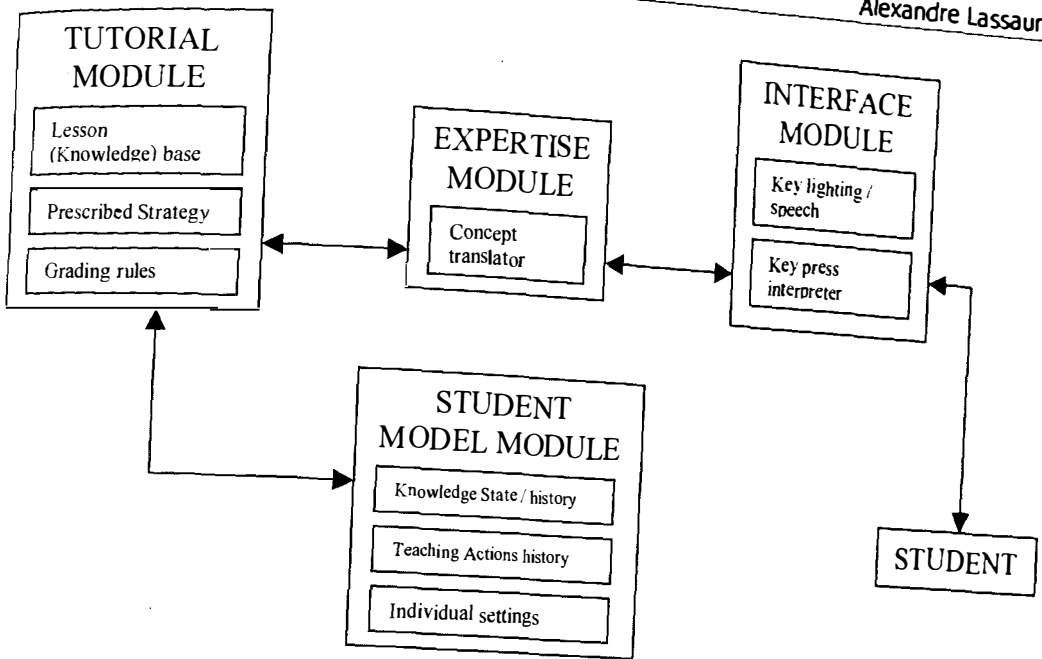 Alexandre Lassaur
TUTORIAL
MODULE
Lesson
(Knowledge) base
Prescribed Strategy
Grading rules
EXPERTISE
MODULE
Concept
translator
INTERFACE
MODULE
Key lighting /
speech
Key press
interpreter
STUDENT
MODEL MODULE
Knowledge State / history
Teaching Actions history
Individual settings
STUDENT